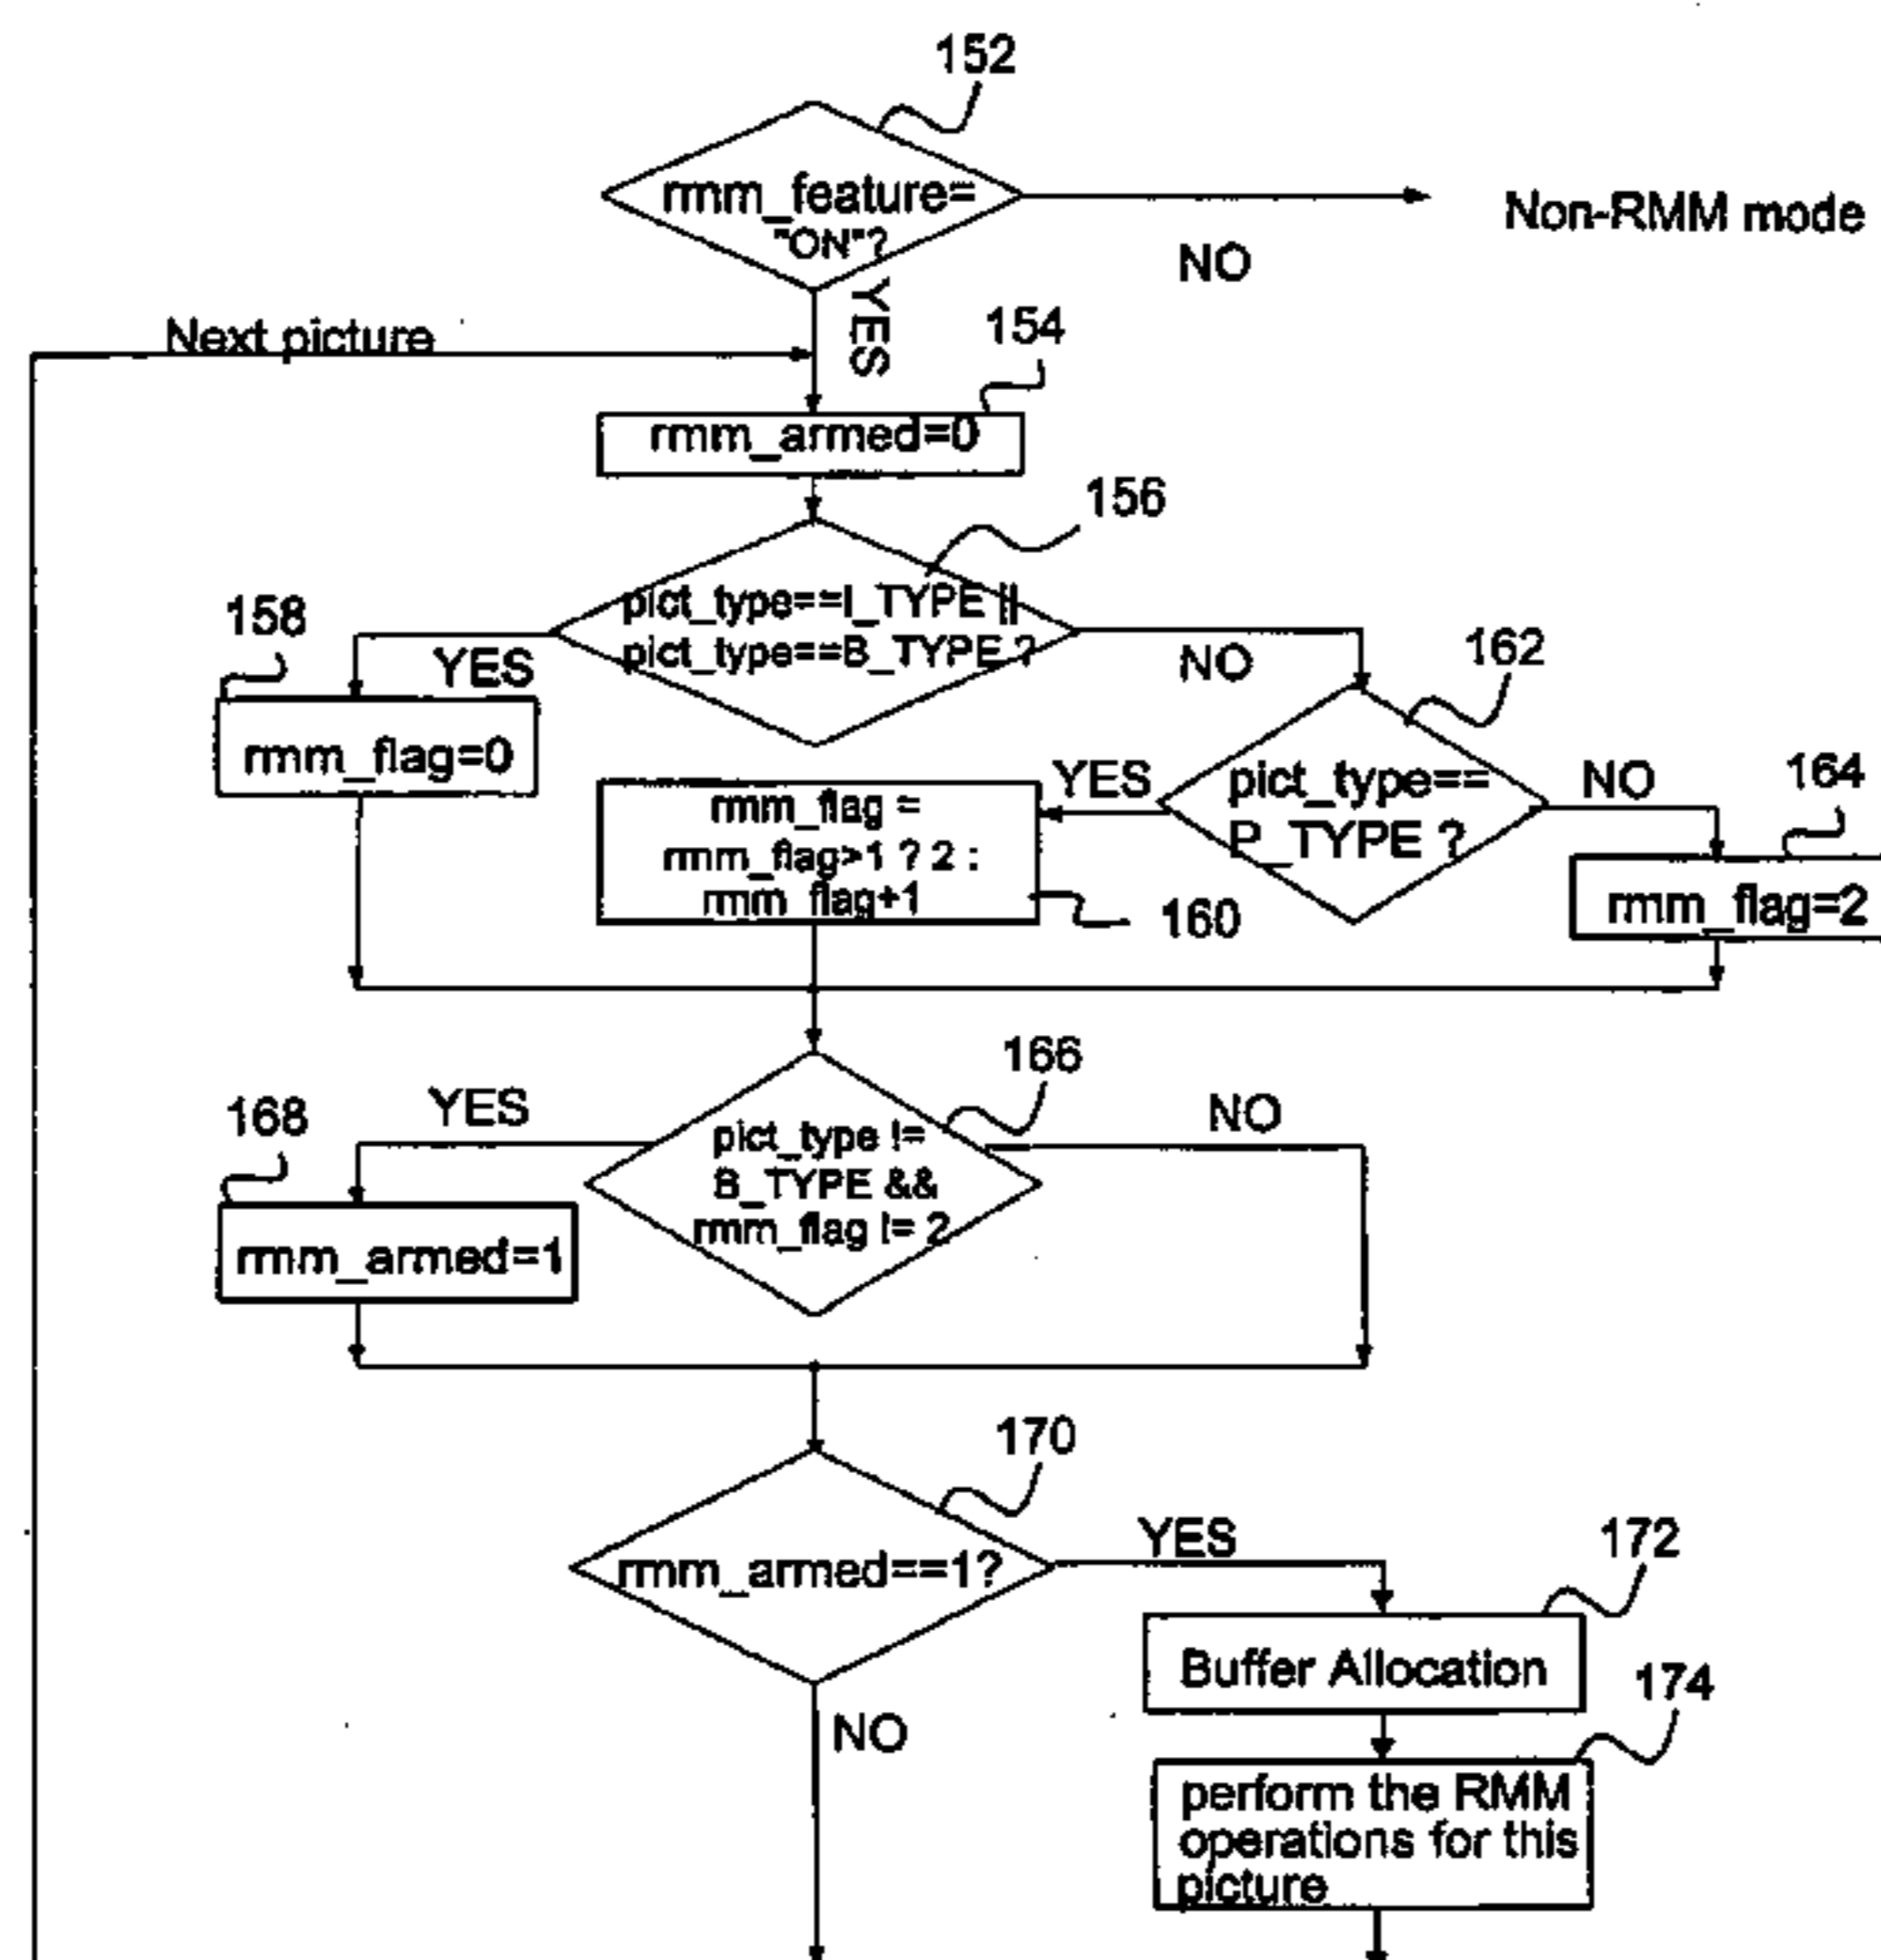 152
rmm_feature=
"ON"?
Non-RMM mode
NO
YES
Next picture
154
rmm_armed=0
156
pict_type==I_TYPE ||
pict_type==B_TYPE ?
158
YES
NO
162
rmm_flag=0
pict_type==
P_TYPE ?
YES
NO
164
rmm_flag =
rmm_flag>1 ? 2 :
rmm_flag+1
160
rmm_flag=2
166
168
YES
NO
pict_type !=
B_TYPE &&
rmm_flag != 2
rmm_armed=1
170
rmm_armed==1?
YES
172
Buffer Allocation
NO
174
perform the RMM
operations for this
picture